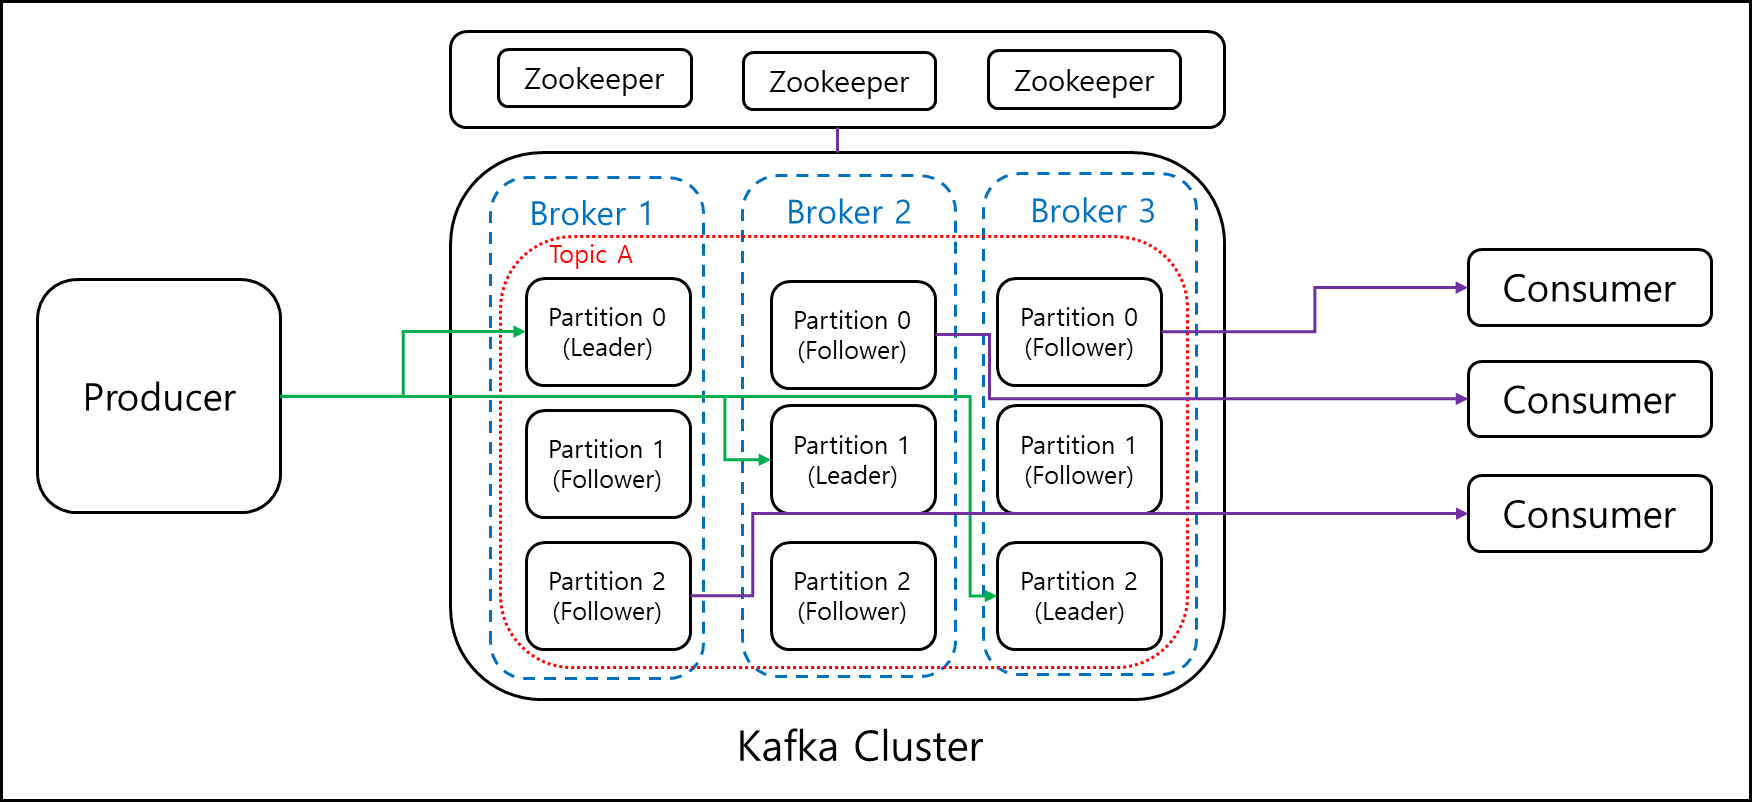 Zookeeper
Zookeeper
Zookeeper
Broker 1
Broker 2
Broker 3
Topic A
Partition 0
(Leader)
Partition 0
(Follower)
Partition 0
(Follower)
Partition 1
(Follower)
Partition 1
(Leader)
Partition 1
(Follower)
Partition 2
(Follower)
Partition 2
(Follower)
Partition 2
(Leader)
Producer
Consumer
Consumer
Consumer
Kafka Cluster